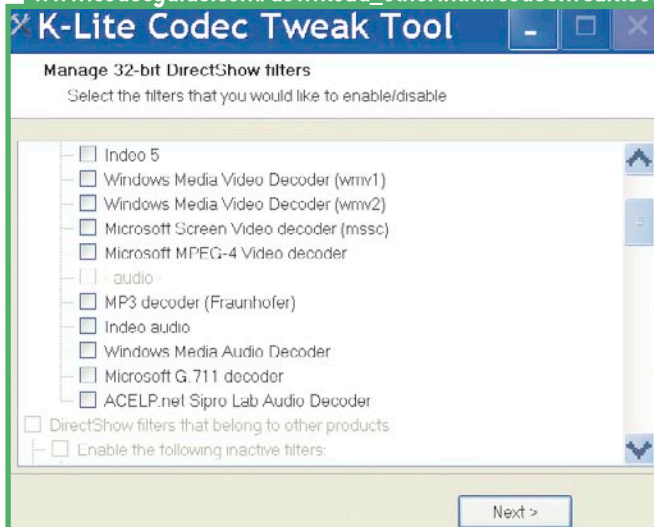 K-Lite Codec Tweak Tool
Manage 32-bit DirectShow filters
Select the filters that you would like to enable/disable
Indeo 5
Windows Media Video Decoder (wmv1)
Windows Media Video Decoder (wmv2)
Microsoft Screen Video decoder (mssc)
Microsoft MPEG-4 Video decoder
- audio -
MP3 decoder (Fraunhofer)
Indeo audio
Windows Media Audio Decoder
Microsoft G.711 decoder
ACELP.net Sipro Lab Audio Decoder
DirectShow filters that belong to other products
Enable the following inactive filters:
Next >